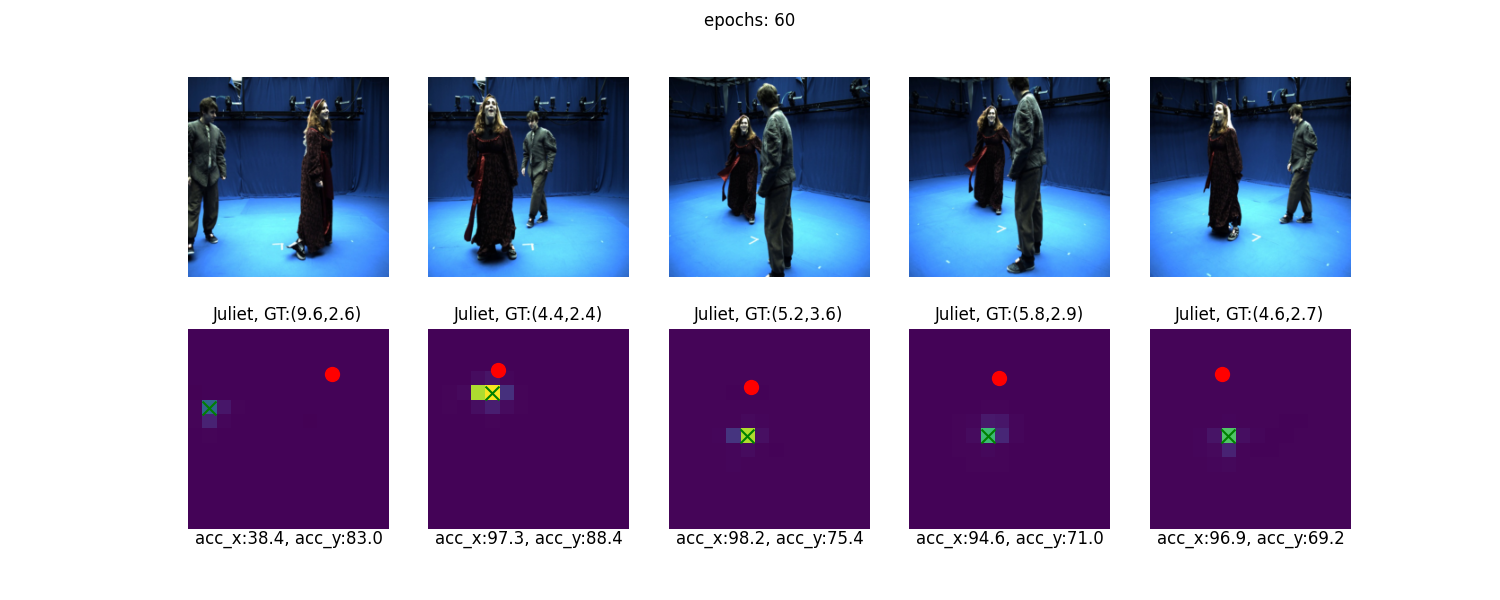 epochs: 60
Juliet, GT:(9.6,2.6)
Juliet, GT:(4.4,2.4)
Juliet, GT:(5.2,3.6)
Juliet, GT:(5.8,2.9)
Juliet, GT:(4.6,2.7)
acc_x:38.4, acc_y:83.0
acc_x:97.3, acc_y:88.4
acc_x:98.2, acc_y:75.4
acc_x:94.6, acc_y:71.0
acc_x:96.9, acc_y:69.2